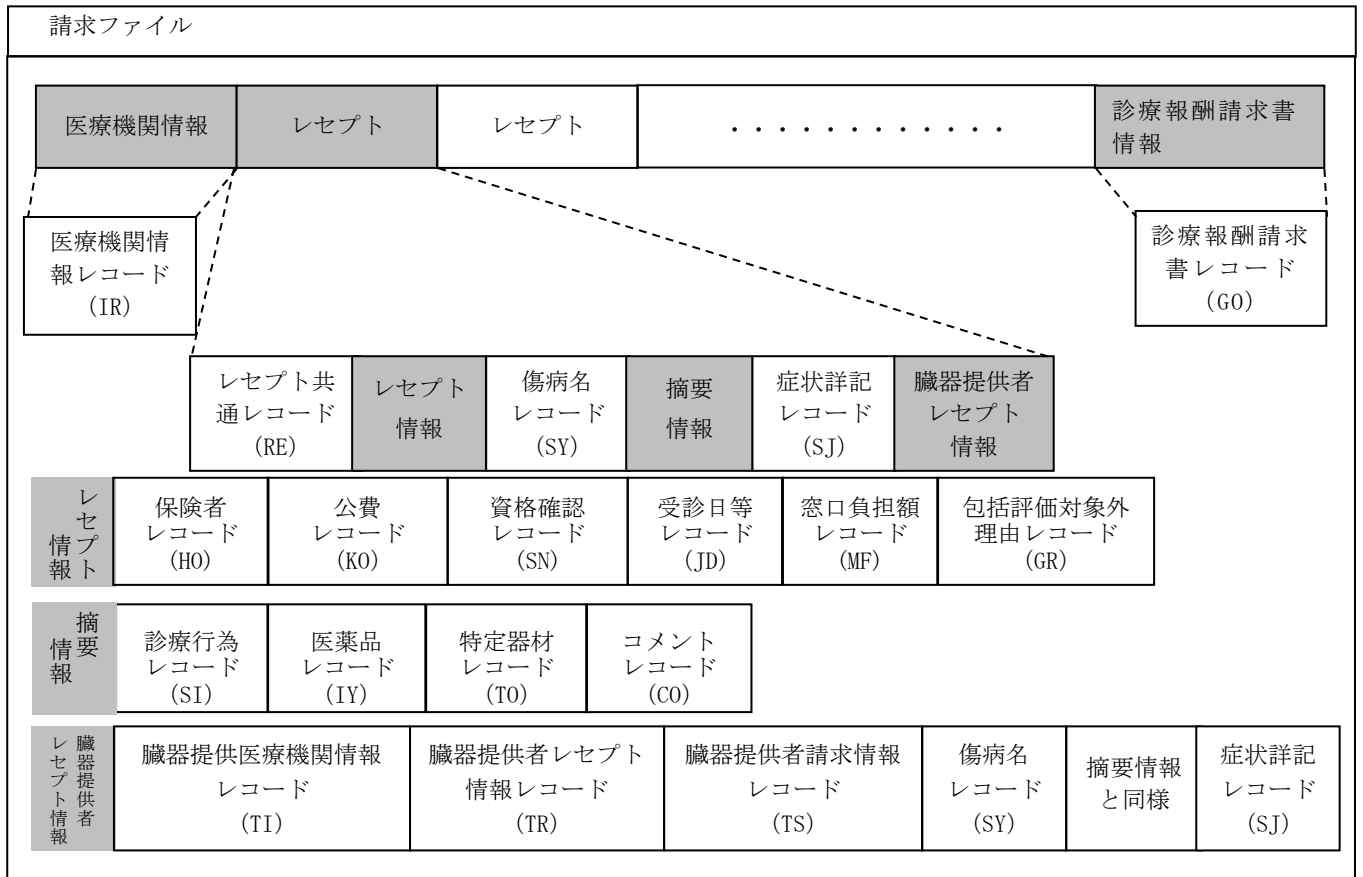 請求ファイル
医療機関情報
レセプト
レセプト
・・・・・・・・・・・・
診療報酬請求書
情報
医療機関情
報レコード
(IR)
診療報酬請求
書レコード
(GO)
レセプト共
通レコード
(RE)
レセプト
情報
傷病名
レコード
(SY)
摘要
情報
症状詳記
レコード
(SJ)
臓器提供者
レセプト
情報
レセプト
情報
保険者
レコード
(HO)
公費
レコード
(KO)
資格確認
レコード
(SN)
受診日等
レコード
(JD)
窓口負担額
レコード
(MF)
包括評価対象外
理由レコード
(GR)
摘要
情報
診療行為
レコード
(SI)
医薬品
レコード
(IY)
特定器材
レコード
(TO)
コメント
レコード
(CO)
臓器提供者
レセプト情報
臓器提供医療機関情報
レコード
(TI)
臓器提供者レセプト
情報レコード
(TR)
臓器提供者請求情報
レコード
(TS)
傷病名
レコード
(SY)
摘要情報
と同様
症状詳記
レコード
(SJ)